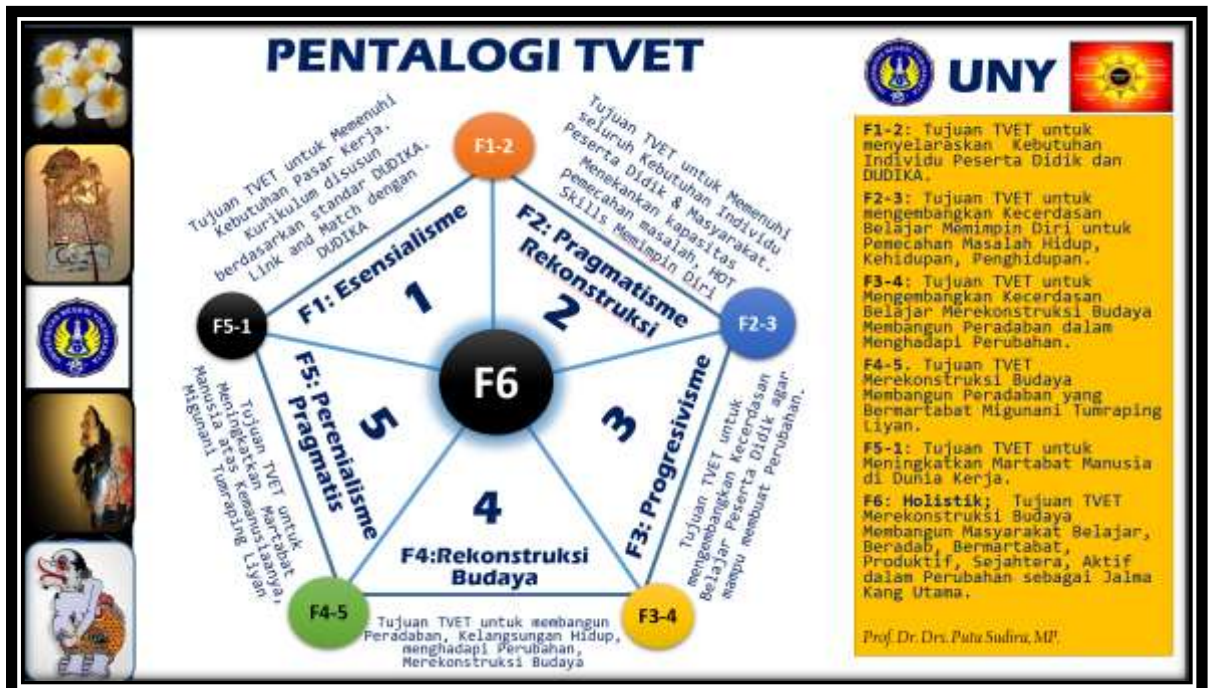 PENTALOGI TVET
UNY
Tujuan TVET untuk Memenuhi
Kebutuhan Pasar Kerja.
Kurikulum disusun
berdasarkan standar DUDIKA.
Link and Match dengan
DUDIKA
F1: Esensialisme
1
F1-2
Tujuan TVET untuk Memenuhi
seluruh Kebutuhan Individu
Peserta Didik & Masyarakat.
Menekankan kapasitas
pemecahan masalah, HOT
Skills Memimpin Diri
F2: Pragmatisme
Rekonstruksi
2
F2-3
F5-1
F6
F5: Perenialisme
Pragmatis
5
Tujuan TVET untuk
Meningkatkan Martabat
Manusia atas Kemanusiaanya,
Migunani Tumraping Liyan
3
F3: Progresivisme
Tujuan TVET untuk
mengembangkan Kecerdasan
Belajar Peserta Didik agar
mampu membuat Perubahan.
4
F4:Rekonstruksi
Budaya
F4-5
F3-4
Tujuan TVET untuk membangun
Peradaban, Kelangsungan Hidup,
menghadapi Perubahan,
Merekonstruksi Budaya
F1-2: Tujuan TVET untuk
menyelaraskan Kebutuhan
Individu Peserta Didik dan
DUDIKA.
F2-3: Tujuan TVET untuk
mengembangkan Kecerdasan
Belajar Memimpin Diri untuk
Pemecahan Masalah Hidup,
Kehidupan, Penghidupan.
F3-4: Tujuan TVET untuk
Mengembangkan Kecerdasan
Belajar Merekonstruksi Budaya
Membangun Peradaban dalam
Menghadapi Perubahan.
F4-5. Tujuan TVET
Merekonstruksi Budaya
Membangun Peradaban yang
Bermartabat Migunani Tumraping
Liyan.
F5-1: Tujuan TVET untuk
Meningkatkan Martabat Manusia
di Dunia Kerja.
F6: Holistik; Tujuan TVET
Merekonstruksi Budaya
Membangun Masyarakat Belajar,
Beradab, Bermartabat,
Produktif, Sejahtera, Aktif
dalam Perubahan sebagai Jalma
Kang Utama.
Prof. Dr. Drs. Putu Sudira, MP.